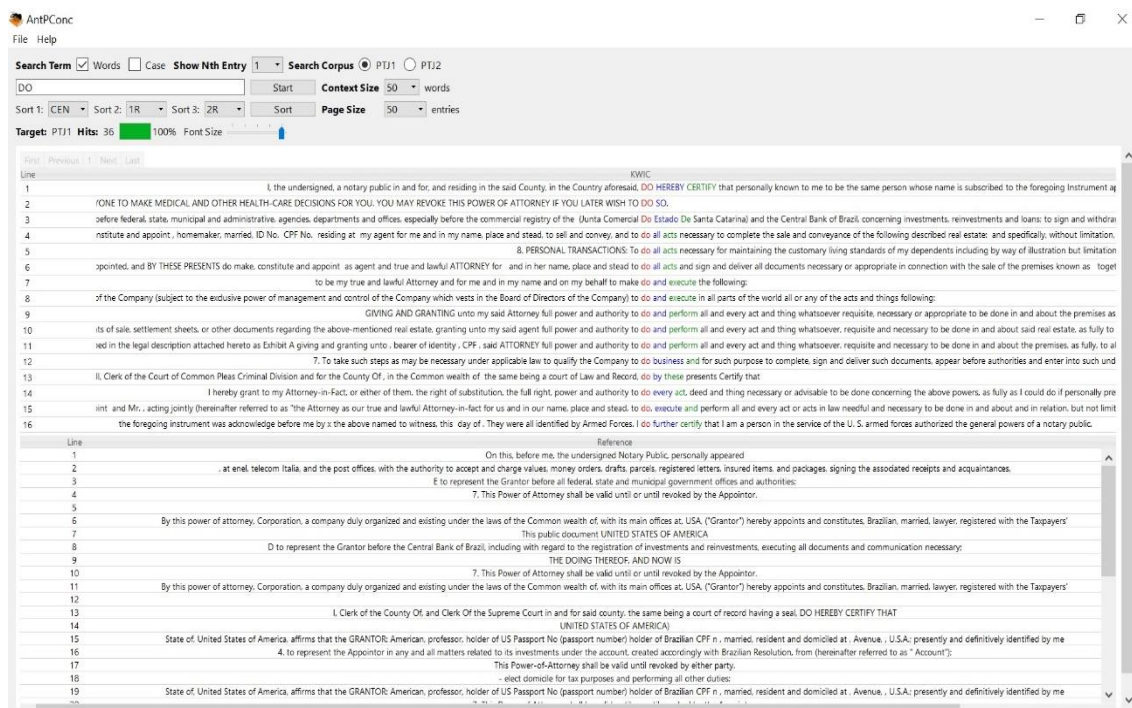 AntPConc
File Help
Search Term Words Case Show Nth Entry 1 Search Corpus PTJ1 PTJ2
DO Start Context Size 50 words
Sort 1: CEN Sort 2: 1R Sort 3: 2R Sort Page Size 50 entries
Target: PTJ1 Hits: 36 100% Font Size
First Previous 1 Next Last
Line KWIC
1 I, the undersigned, a notary public in and for, and residing in the said County, in the Country aforesaid, DO HEREBY CERTIFY that personally known to me to be the same person whose name is subscribed to the foregoing Instrument ap
2 YONE TO MAKE MEDICAL AND OTHER HEALTH-CARE DECISIONS FOR YOU. YOU MAY REVOKE THIS POWER OF ATTORNEY IF YOU LATER WISH TO DO SO.
3 before federal, state, municipal and administrative, agencies, departments and offices, especially before the commercial registry of the (Junta Comercial Do Estado De Santa Catarina) and the Central Bank of Brazil, concerning investments, reinvestments and loans; to sign and withdraw
4 nstitute and appoint , homemaker, married, ID No. CPF No. residing at my agent for me and in my name, place and stead, to sell and convey, and to do all acts necessary to complete the sale and conveyance of the following described real estate: and specifically, without limitation,
5 8. PERSONAL TRANSACTIONS: To do all acts necessary for maintaining the customary living standards of my dependents including by way of illustration but limitation
6 ppointed, and BY THESE PRESENTS do make, constitute and appoint as agent and true and lawful ATTORNEY for and in her name, place and stead to do all acts and sign and deliver all documents necessary or appropriate in connection with the sale of the premises known as toget
7 to be my true and lawful Attorney and for me and in my name and on my behalf to make do and execute the following:
8 of the Company (subject to the exclusive power of management and control of the Company which vests in the Board of Directors of the Company) to do and execute in all parts of the world all or any of the acts and things following:
9 GIVING AND GRANTING unto my said Attorney full power and authority to do and perform all and every act and thing whatsoever requisite, necessary or appropriate to be done in and about the premises as
10 its of sale, settlement sheets, or other documents regarding the above-mentioned real estate, granting unto my said agent full power and authority to do and perform all and every act and thing whatsoever, requisite and necessary to be done in and about said real estate, as fully to
11 bed in the legal description attached hereto as Exhibit A giving and granting unto . bearer of identity , CPF . said ATTORNEY full power and authority to do and perform all and every act and thing whatsoever. requisite and necessary to be done in and about the premises, as fully, to al
12 7. To take such steps as may be necessary under applicable law to qualify the Company to do business and for such purpose to complete, sign and deliver such documents, appear before authorities and enter into such und
13 II, Clerk of the Court of Common Pleas Criminal Division and for the County Of , in the Common wealth of the same being a court of Law and Record, do by these presents Certify that
14 I hereby grant to my Attorney-in-Fact, or either of them, the right of substitution, the full right, power and authority to do every act, deed and thing necessary or advisable to be done concerning the above powers, as fully as I could do if personally pre
15 int and Mr. , acting jointly (hereinafter referred to as "the Attorney as our true and lawful Attorney-in-fact for us and in our name, place and stead, to do, execute and perform all and every act or acts in law needful and necessary to be done in and about and in relation, but not limit
16 the foregoing instrument was acknowledge before me by x the above named to witness, this day of . They were all identified by Armed Forces. I do further certify that I am a person in the service of the U. S. armed forces authorized the general powers of a notary public.
Line Reference
1 On this, before me, the undersigned Notary Public, personally appeared
2 . at enel, telecom Italia, and the post offices, with the authority to accept and charge values, money orders, drafts, parcels, registered letters, insured items, and packages, signing the associated receipts and acquaintances,
3 E to represent the Grantor before all federal, state and municipal government offices and authorities;
4 7. This Power of Attorney shall be valid until or until revoked by the Appointor.
5
6 By this power of attorney, Corporation, a company duly organized and existing under the laws of the Common wealth of, with its main offices at, USA, ("Grantor") hereby appoints and constitutes, Brazilian, married, lawyer, registered with the Taxpayers'
7 This public document UNITED STATES OF AMERICA
8 D to represent the Grantor before the Central Bank of Brazil, including with regard to the registration of investments and reinvestments, executing all documents and communication necessary;
9 THE DOING THEREOF, AND NOW IS
10 7. This Power of Attorney shall be valid until or until revoked by the Appointor.
11 By this power of attorney, Corporation, a company duly organized and existing under the laws of the Common wealth of, with its main offices at, USA, ("Grantor") hereby appoints and constitutes, Brazilian, married, lawyer, registered with the Taxpayers'
12
13 I, Clerk of the County Of, and Clerk Of the Supreme Court in and for said county, the same being a court of record having a seal, DO HEREBY CERTIFY THAT
14 UNITED STATES OF AMERICA)
15 State of, United States of America, affirms that the GRANTOR: American, professor, holder of US Passport No (passport number) holder of Brazilian CPF n , married, resident and domiciled at , Avenue, , U.S.A.; presently and definitively identified by me
16 4. to represent the Appointor in any and all matters related to its investments under the account, created accordingly with Brazilian Resolution, from (hereinafter referred to as " Account");
17 This Power-of-Attorney shall be valid until revoked by either party.
18 - elect domicile for tax purposes and performing all other duties;
19 State of, United States of America, affirms that the GRANTOR: American, professor, holder of US Passport No (passport number) holder of Brazilian CPF n , married, resident and domiciled at , Avenue, , U.S.A.; presently and definitively identified by me